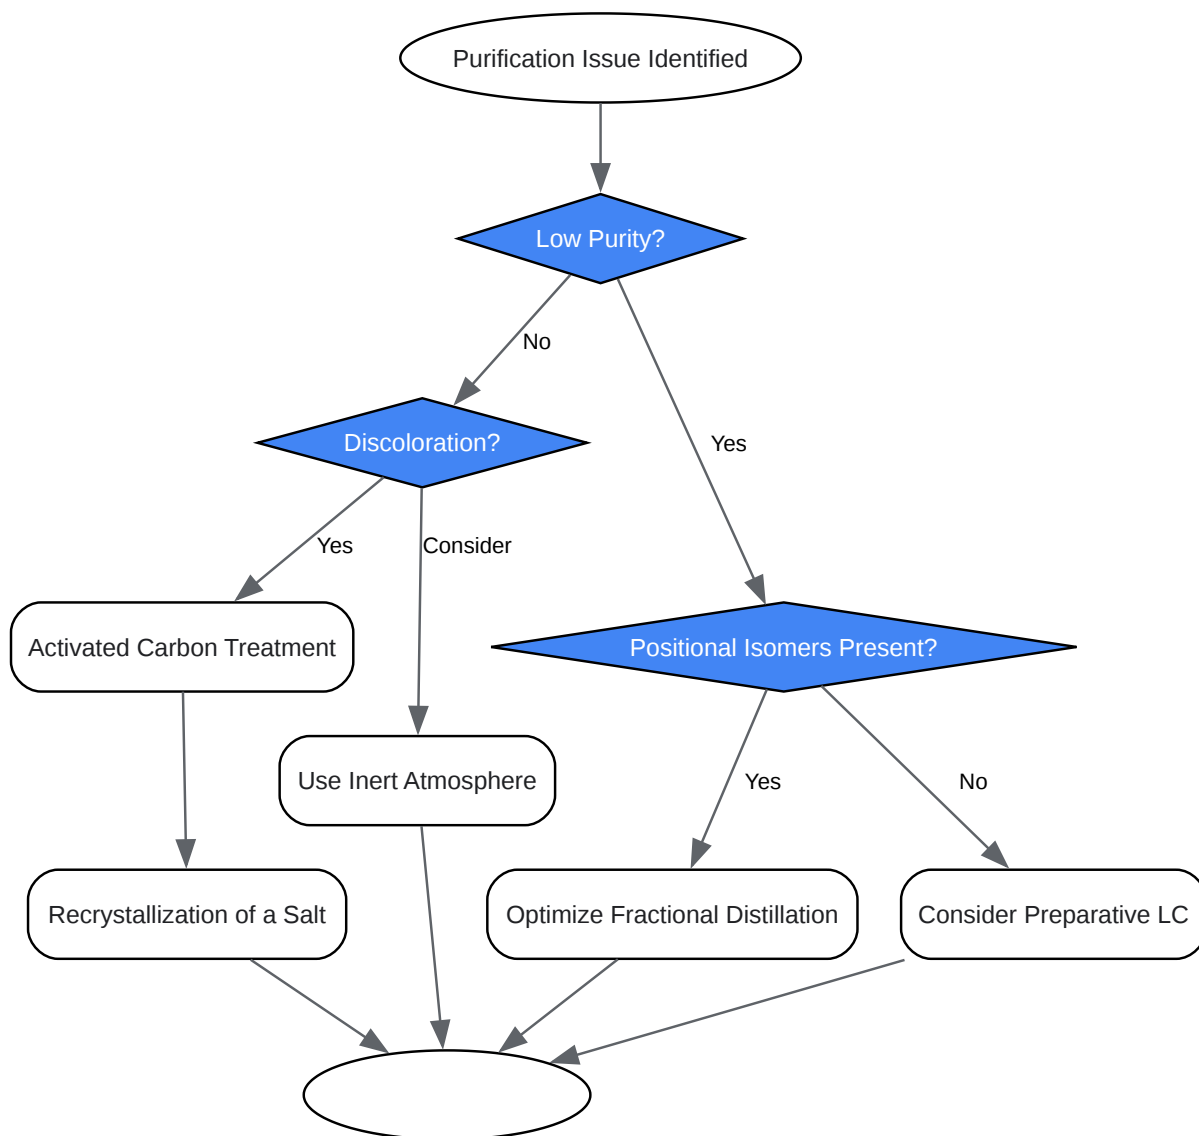 Purification Issue Identified
Low Purity?
No
Discoloration?
Yes
Yes
Consider
Activated Carbon Treatment
Positional Isomers Present?
Use Inert Atmosphere
Yes
No
Recrystallization of a Salt
Optimize Fractional Distillation
Consider Preparative LC